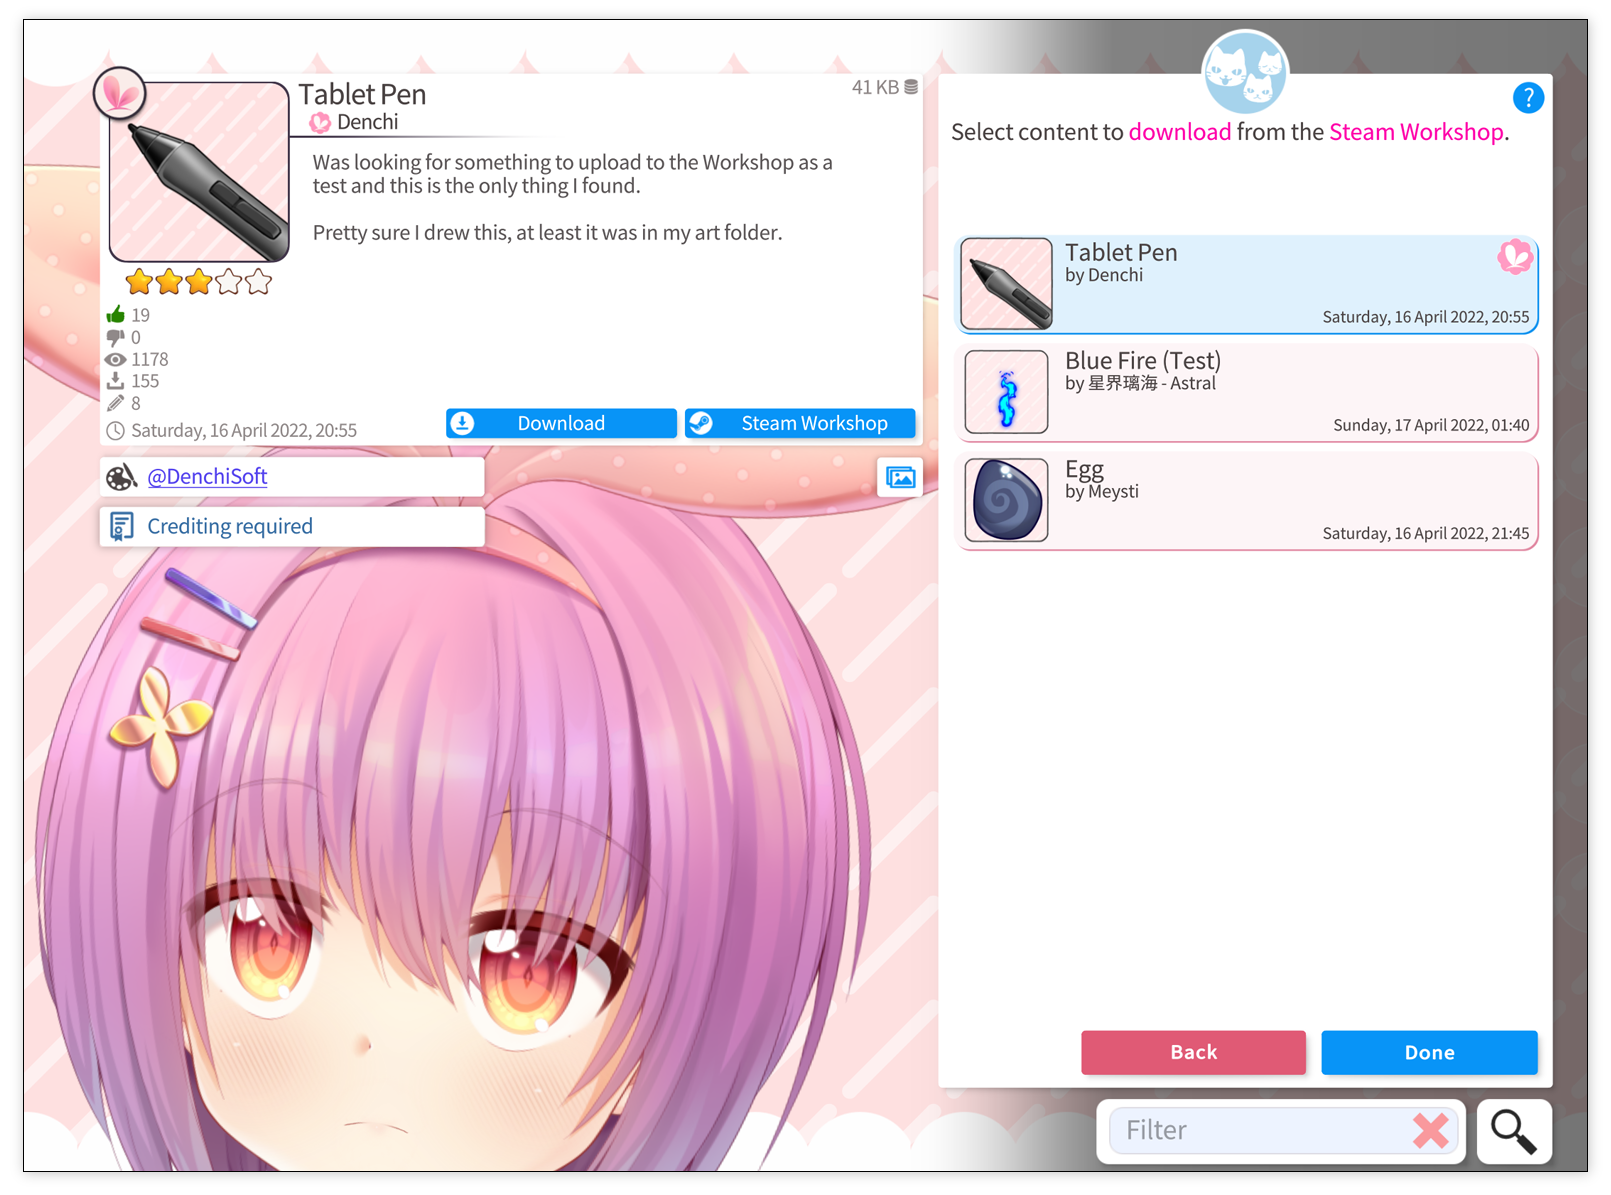 Tablet Pen
41 KB
Denchi
Was looking for something to upload to the Workshop as a
test and this is the only thing I found.
Pretty sure I drew this, at least it was in my art folder.
19
0
1178
155
8
Saturday, 16 April 2022, 20:55
Download
Steam Workshop
@DenchiSoft
Crediting required
?
Select content to download from the Steam Workshop.
Tablet Pen
by Denchi
Saturday, 16 April 2022, 20:55
Blue Fire (Test)
by 星界璃海 - Astral
Sunday, 17 April 2022, 01:40
Egg
by Meysti
Saturday, 16 April 2022, 21:45
Back
Done
Filter